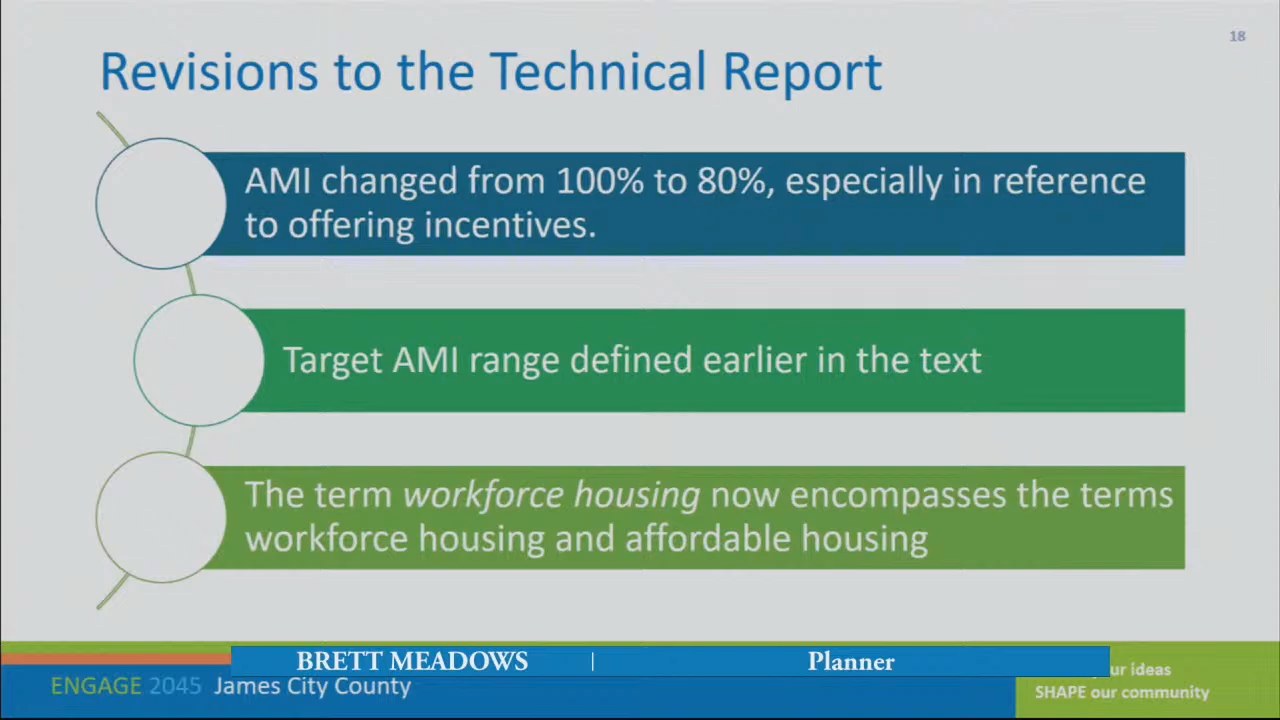 18
Revisions to the Technical Report
AMI changed from 100% to 80%, especially in reference
to offering incentives.
Target AMI range defined earlier in the text
The term workforce housing now encompasses the terms
workforce housing and affordable housing
BRETT MEADOWS | Planner
ENGAGE 2045 James City County
ideas
SHAPE our community